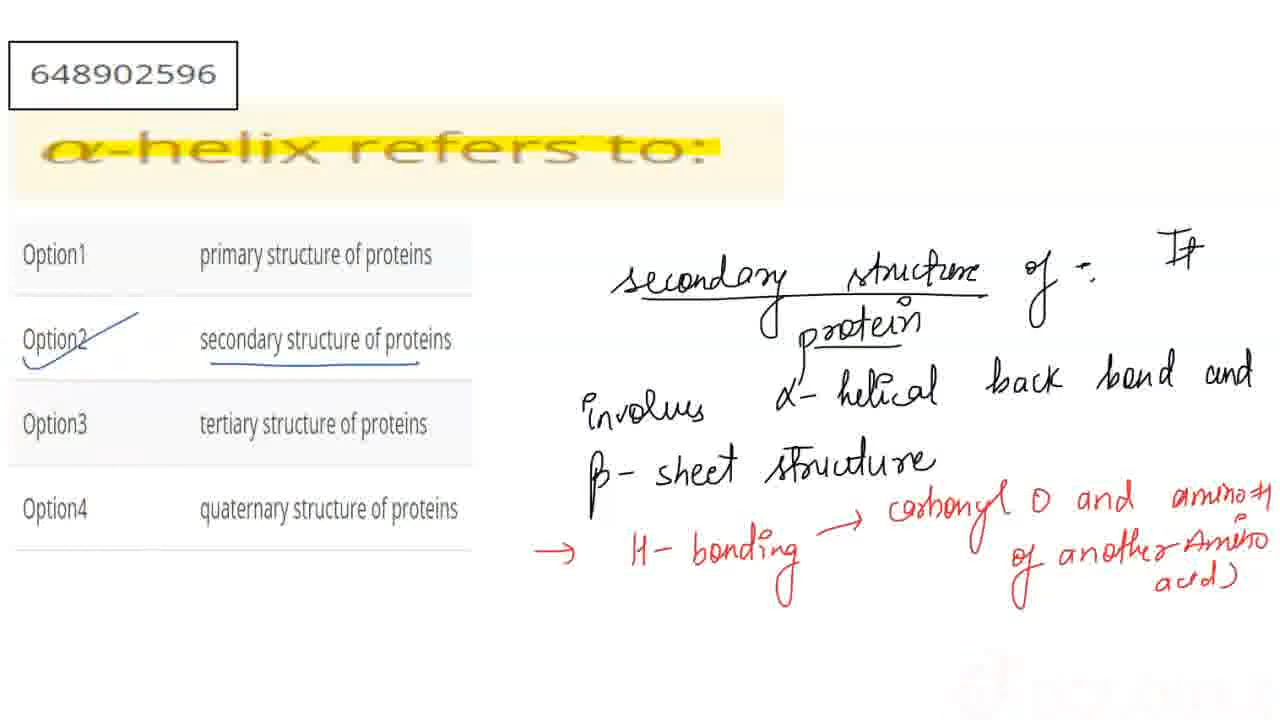 648902596
α-helix refers to:
Option1 primary structure of proteins
Option2 secondary structure of proteins
Option3 tertiary structure of proteins
Option4 quaternary structure of proteins
secondary structure of :- It
protein
involves α- helical back bond and
β- sheet structure
→ H- bonding → carbonyl O and amino H
of another Amino
acid)